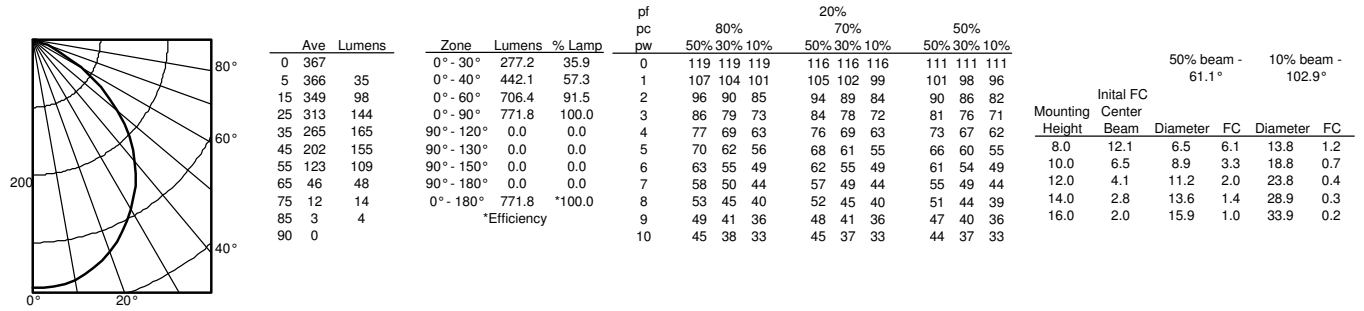 80°
60°
40°
200
0° 20°
Ave Lumens
0 367
5 366 35
15 349 98
25 313 144
35 265 165
45 202 155
55 123 109
65 46 48
75 12 14
85 3 4
90 0
Zone Lumens % Lamp
0°- 30° 277.2 35.9
0°- 40° 442.1 57.3
0°- 60° 706.4 91.5
0°- 90° 771.8 100.0
90°- 120° 0.0 0.0
90°- 130° 0.0 0.0
90°- 150° 0.0 0.0
90°- 180° 0.0 0.0
0°- 180° 771.8 *100.0
*Efficiency
pf 20%
pc 80% 70% 50%
pw 50% 30% 10% 50% 30% 10% 50% 30% 10%
0 119 119 119 116 116 116 111 111 111
1 107 104 101 105 102 99 101 98 96
2 96 90 85 94 89 84 90 86 82
3 86 79 73 84 78 72 81 76 71
4 77 69 63 76 69 63 73 67 62
5 70 62 56 68 61 55 66 60 55
6 63 55 49 62 55 49 61 54 49
7 58 50 44 57 49 44 55 49 44
8 53 45 40 52 45 40 51 44 39
9 49 41 36 48 41 36 47 40 36
10 45 38 33 45 37 33 44 37 33
50% beam - 10% beam -
61.1° 102.9°
Inital FC
Mounting Center
Height Beam Diameter FC Diameter FC
8.0 12.1 6.5 6.1 13.8 1.2
10.0 6.5 8.9 3.3 18.8 0.7
12.0 4.1 11.2 2.0 23.8 0.4
14.0 2.8 13.6 1.4 28.9 0.3
16.0 2.0 15.9 1.0 33.9 0.2